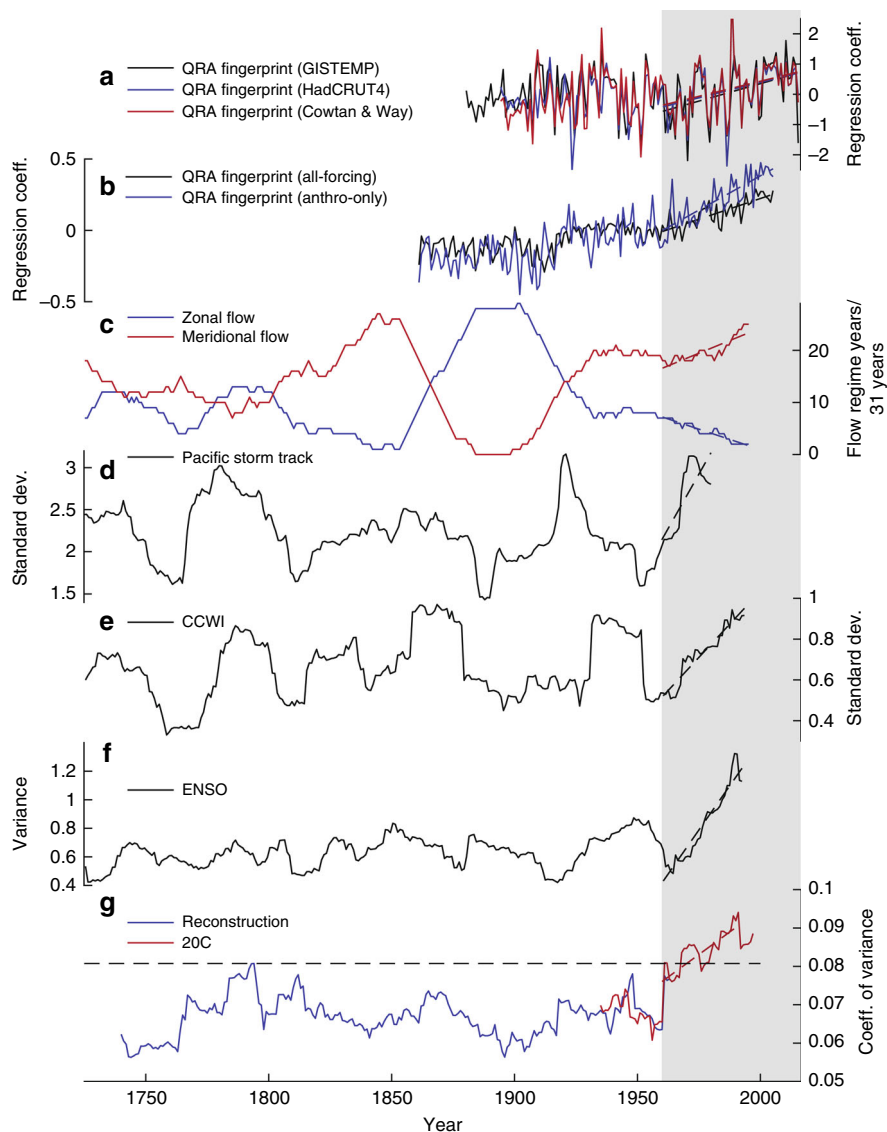 a
QRA fingerprint (GISTEMP)
QRA fingerprint (HadCRUT4)
QRA fingerprint (Cowtan & Way)
2
1
0
−1
−2
Regression coeff.
b
QRA fingerprint (all-forcing)
QRA fingerprint (anthro-only)
0.5
0
−0.5
Regression coeff.
c
Zonal flow
Meridional flow
20
10
0
Flow regime years/
31 years
d
Pacific storm track
3
2.5
2
1.5
Standard dev.
e
CCWI
1
0.8
0.6
0.4
Standard dev.
f
ENSO
1.2
1
0.8
0.6
0.4
Variance
g
Reconstruction
20C
0.1
0.09
0.08
0.07
0.06
0.05
Coeff. of variance
1750 1800 1850 1900 1950 2000
Year